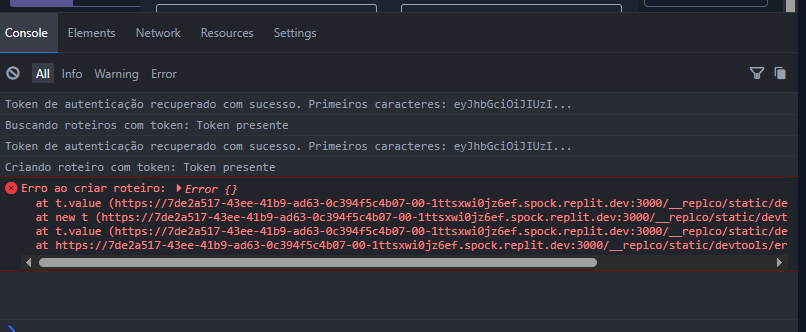 Console Elements Network Resources Settings
All Info Warning Error
Token de autenticação recuperado com sucesso. Primeiros caracteres: eyJhbGciOiJIUzI...
Buscando roteiros com token: Token presente
Token de autenticação recuperado com sucesso. Primeiros caracteres: eyJhbGciOiJIUzI...
Criando roteiro com token: Token presente
Erro ao criar roteiro: ▶Error {}
at t.value (https://7de2a517-43ee-41b9-ad63-0c394f5c4b07-00-1ttsxwi0jz6ef.spock.replit.dev:3000/__replco/static/de
at new t (https://7de2a517-43ee-41b9-ad63-0c394f5c4b07-00-1ttsxwi0jz6ef.spock.replit.dev:3000/__replco/static/devt
at t.value (https://7de2a517-43ee-41b9-ad63-0c394f5c4b07-00-1ttsxwi0jz6ef.spock.replit.dev:3000/__replco/static/de
at https://7de2a517-43ee-41b9-ad63-0c394f5c4b07-00-1ttsxwi0jz6ef.spock.replit.dev:3000/__replco/static/devtools/er